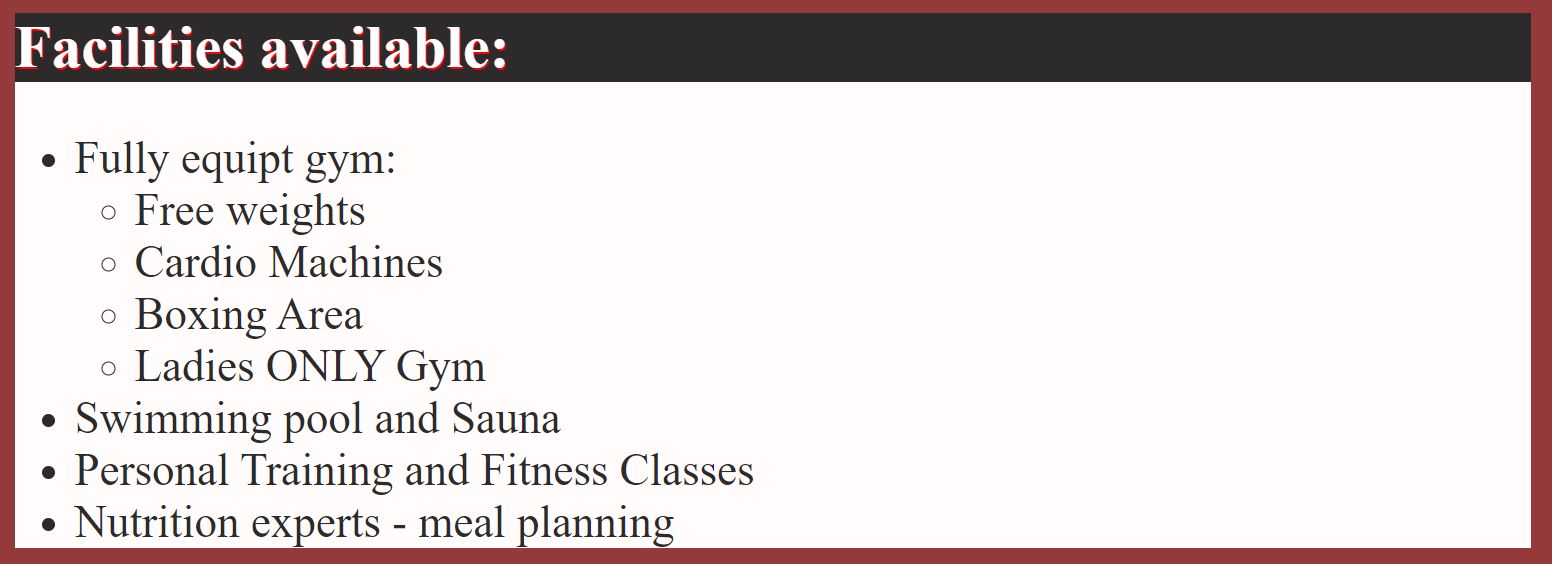 Facilities available:
Fully equipt gym:
Free weights
Cardio Machines
Boxing Area
Ladies ONLY Gym
Swimming pool and Sauna
Personal Training and Fitness Classes
Nutrition experts - meal planning